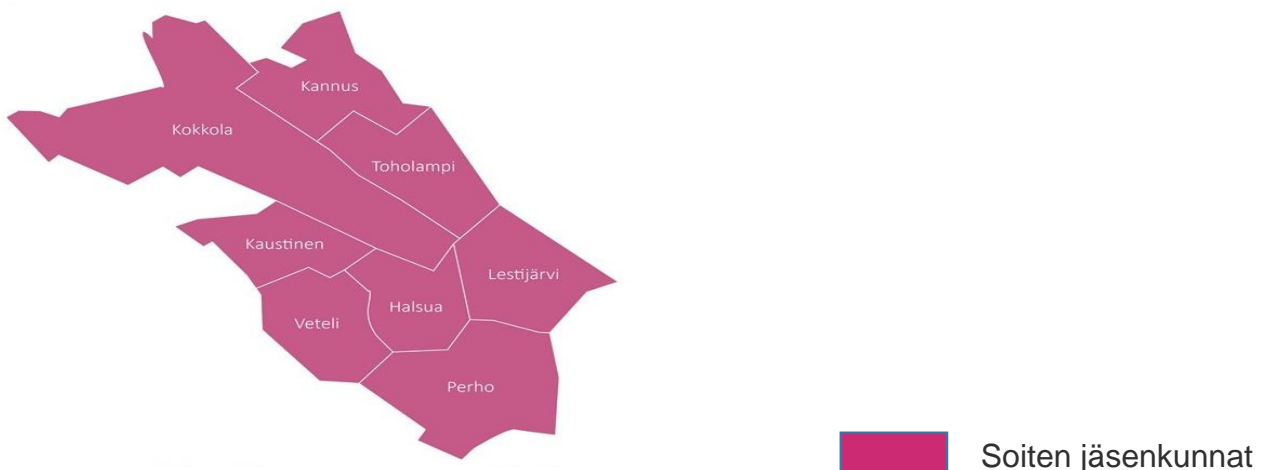 Kannus
Kokkola
Toholampi
Kaustinen
Lestijärvi
Halsua
Veteli
Perho
Soiten jäsenkunnat